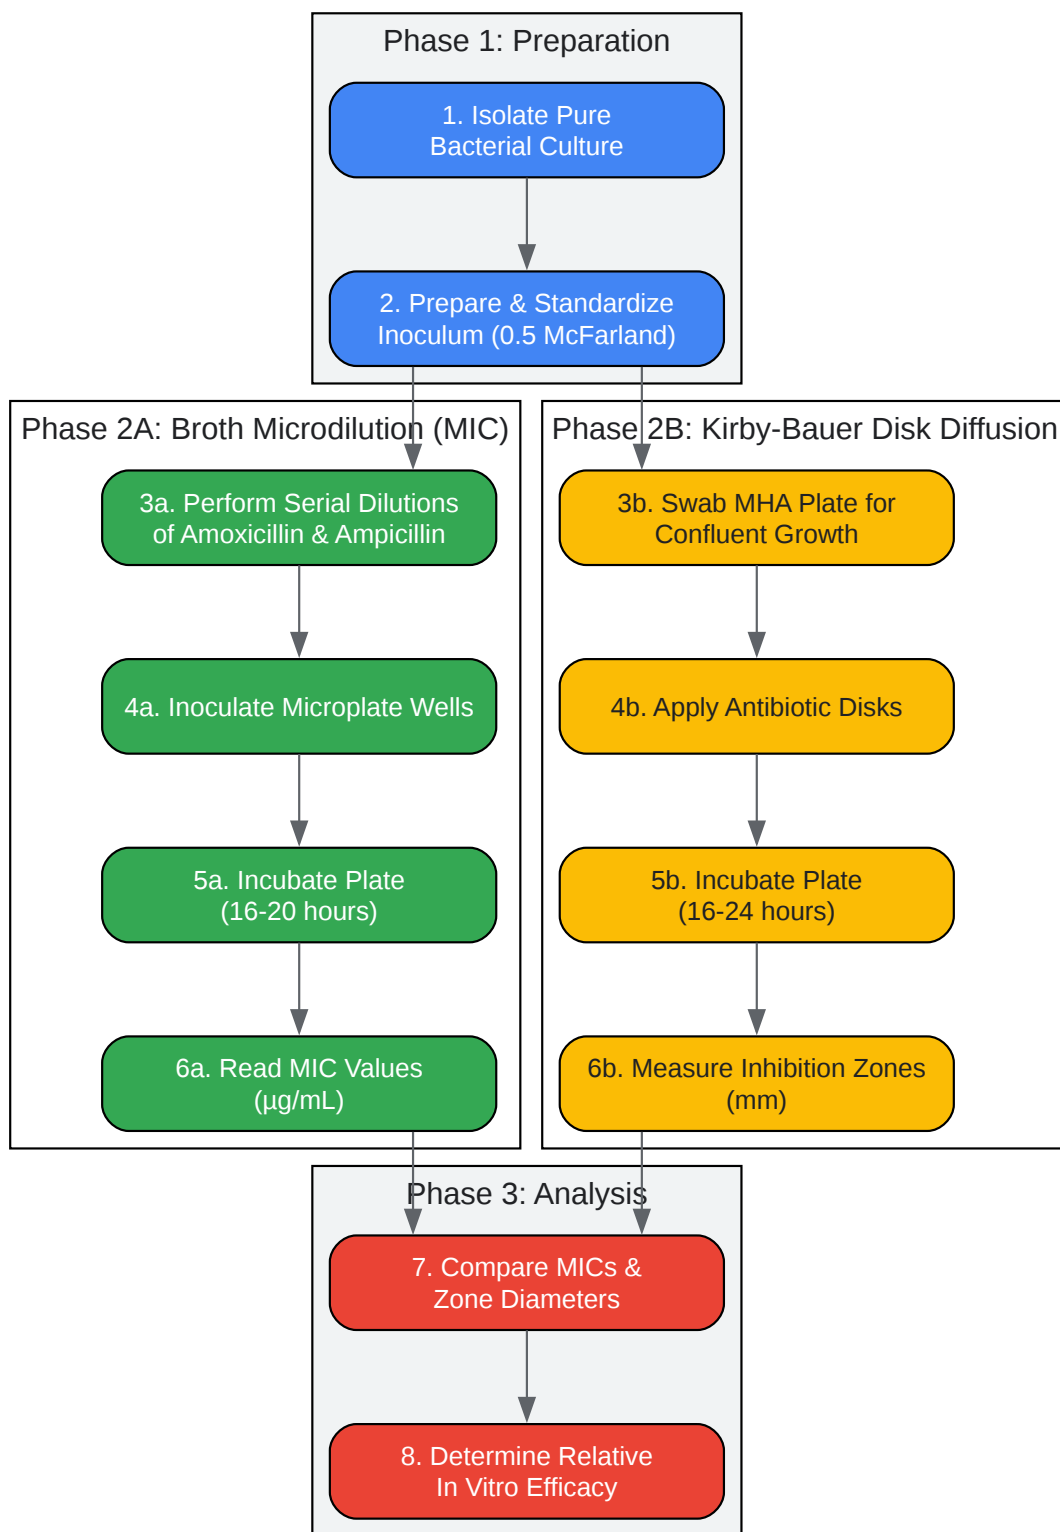 Phase 1: Preparation
1. Isolate Pure
Bacterial Culture
2. Prepare & Standardize
Inoculum (0.5 McFarland)
Phase 2A: Broth Microdilution (MIC)
3a. Perform Serial Dilutions
of Amoxicillin & Ampicillin
4a. Inoculate Microplate Wells
5a. Incubate Plate
(16-20 hours)
6a. Read MIC Values
(µg/mL)
Phase 2B: Kirby-Bauer Disk Diffusion
3b. Swab MHA Plate for
Confluent Growth
4b. Apply Antibiotic Disks
5b. Incubate Plate
(16-24 hours)
6b. Measure Inhibition Zones
(mm)
Phase 3: Analysis
7. Compare MICs &
Zone Diameters
8. Determine Relative
In Vitro Efficacy